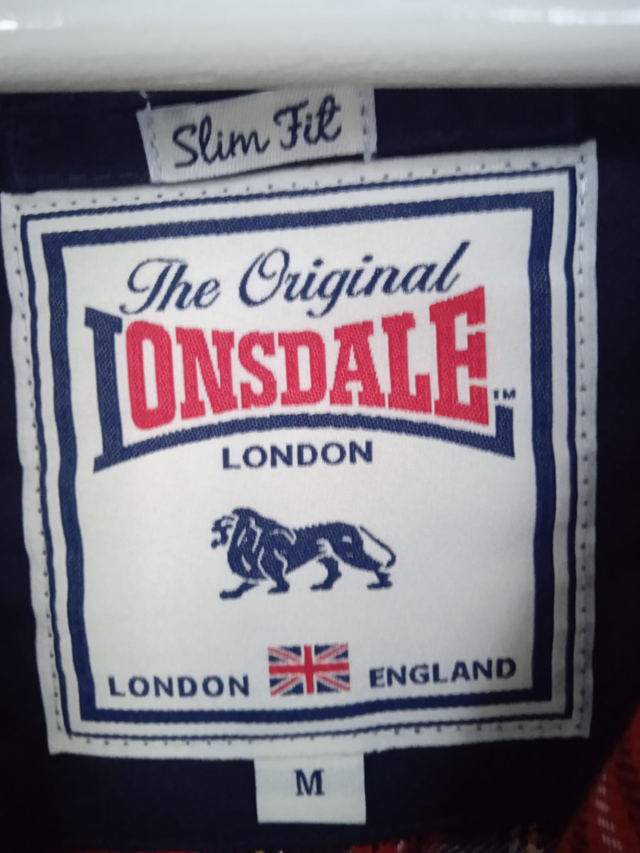 Slim Fit
The Original
LONSDALE™
LONDON
LONDON ENGLAND
M